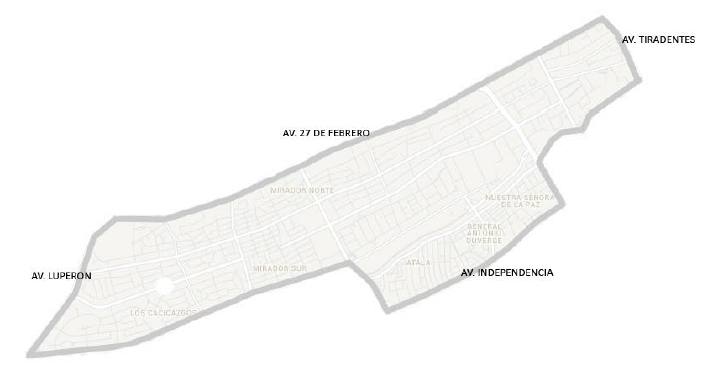 AV. TIRADENTES
AV. 27 DE FEBRERO
MIRADOR NORTE
NUESTRA SEÑORA
DE LA PAZ
GENERAL
ANTONIO
DUVERGE
ATALA
MIRADOR SUR
AV. INDEPENDENCIA
AV. LUPERON
LOS CACICAZGOS